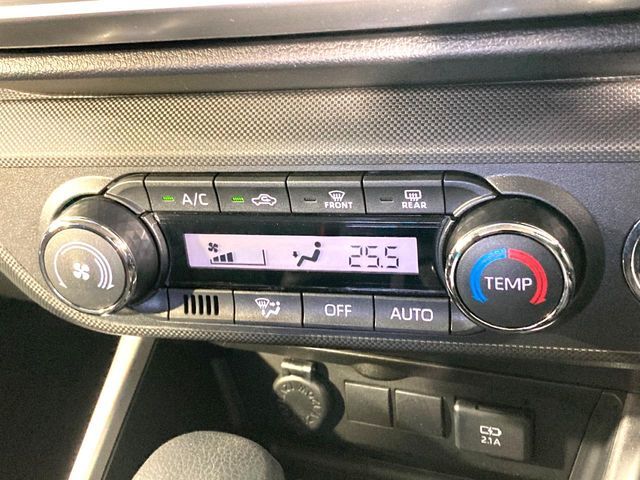 A/C
FRONT
REAR
25.5
TEMP
OFF
AUTO
2.1A